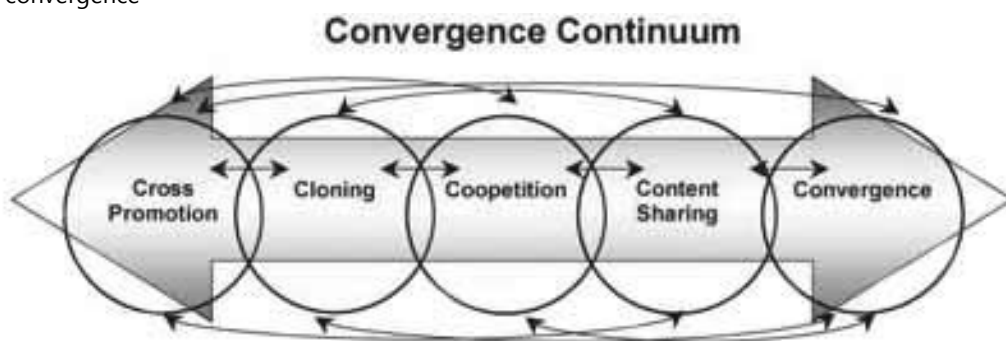 convergence
Convergence Continuum
Cross
Promotion
Cloning
Coopetition
Content
Sharing
Convergence